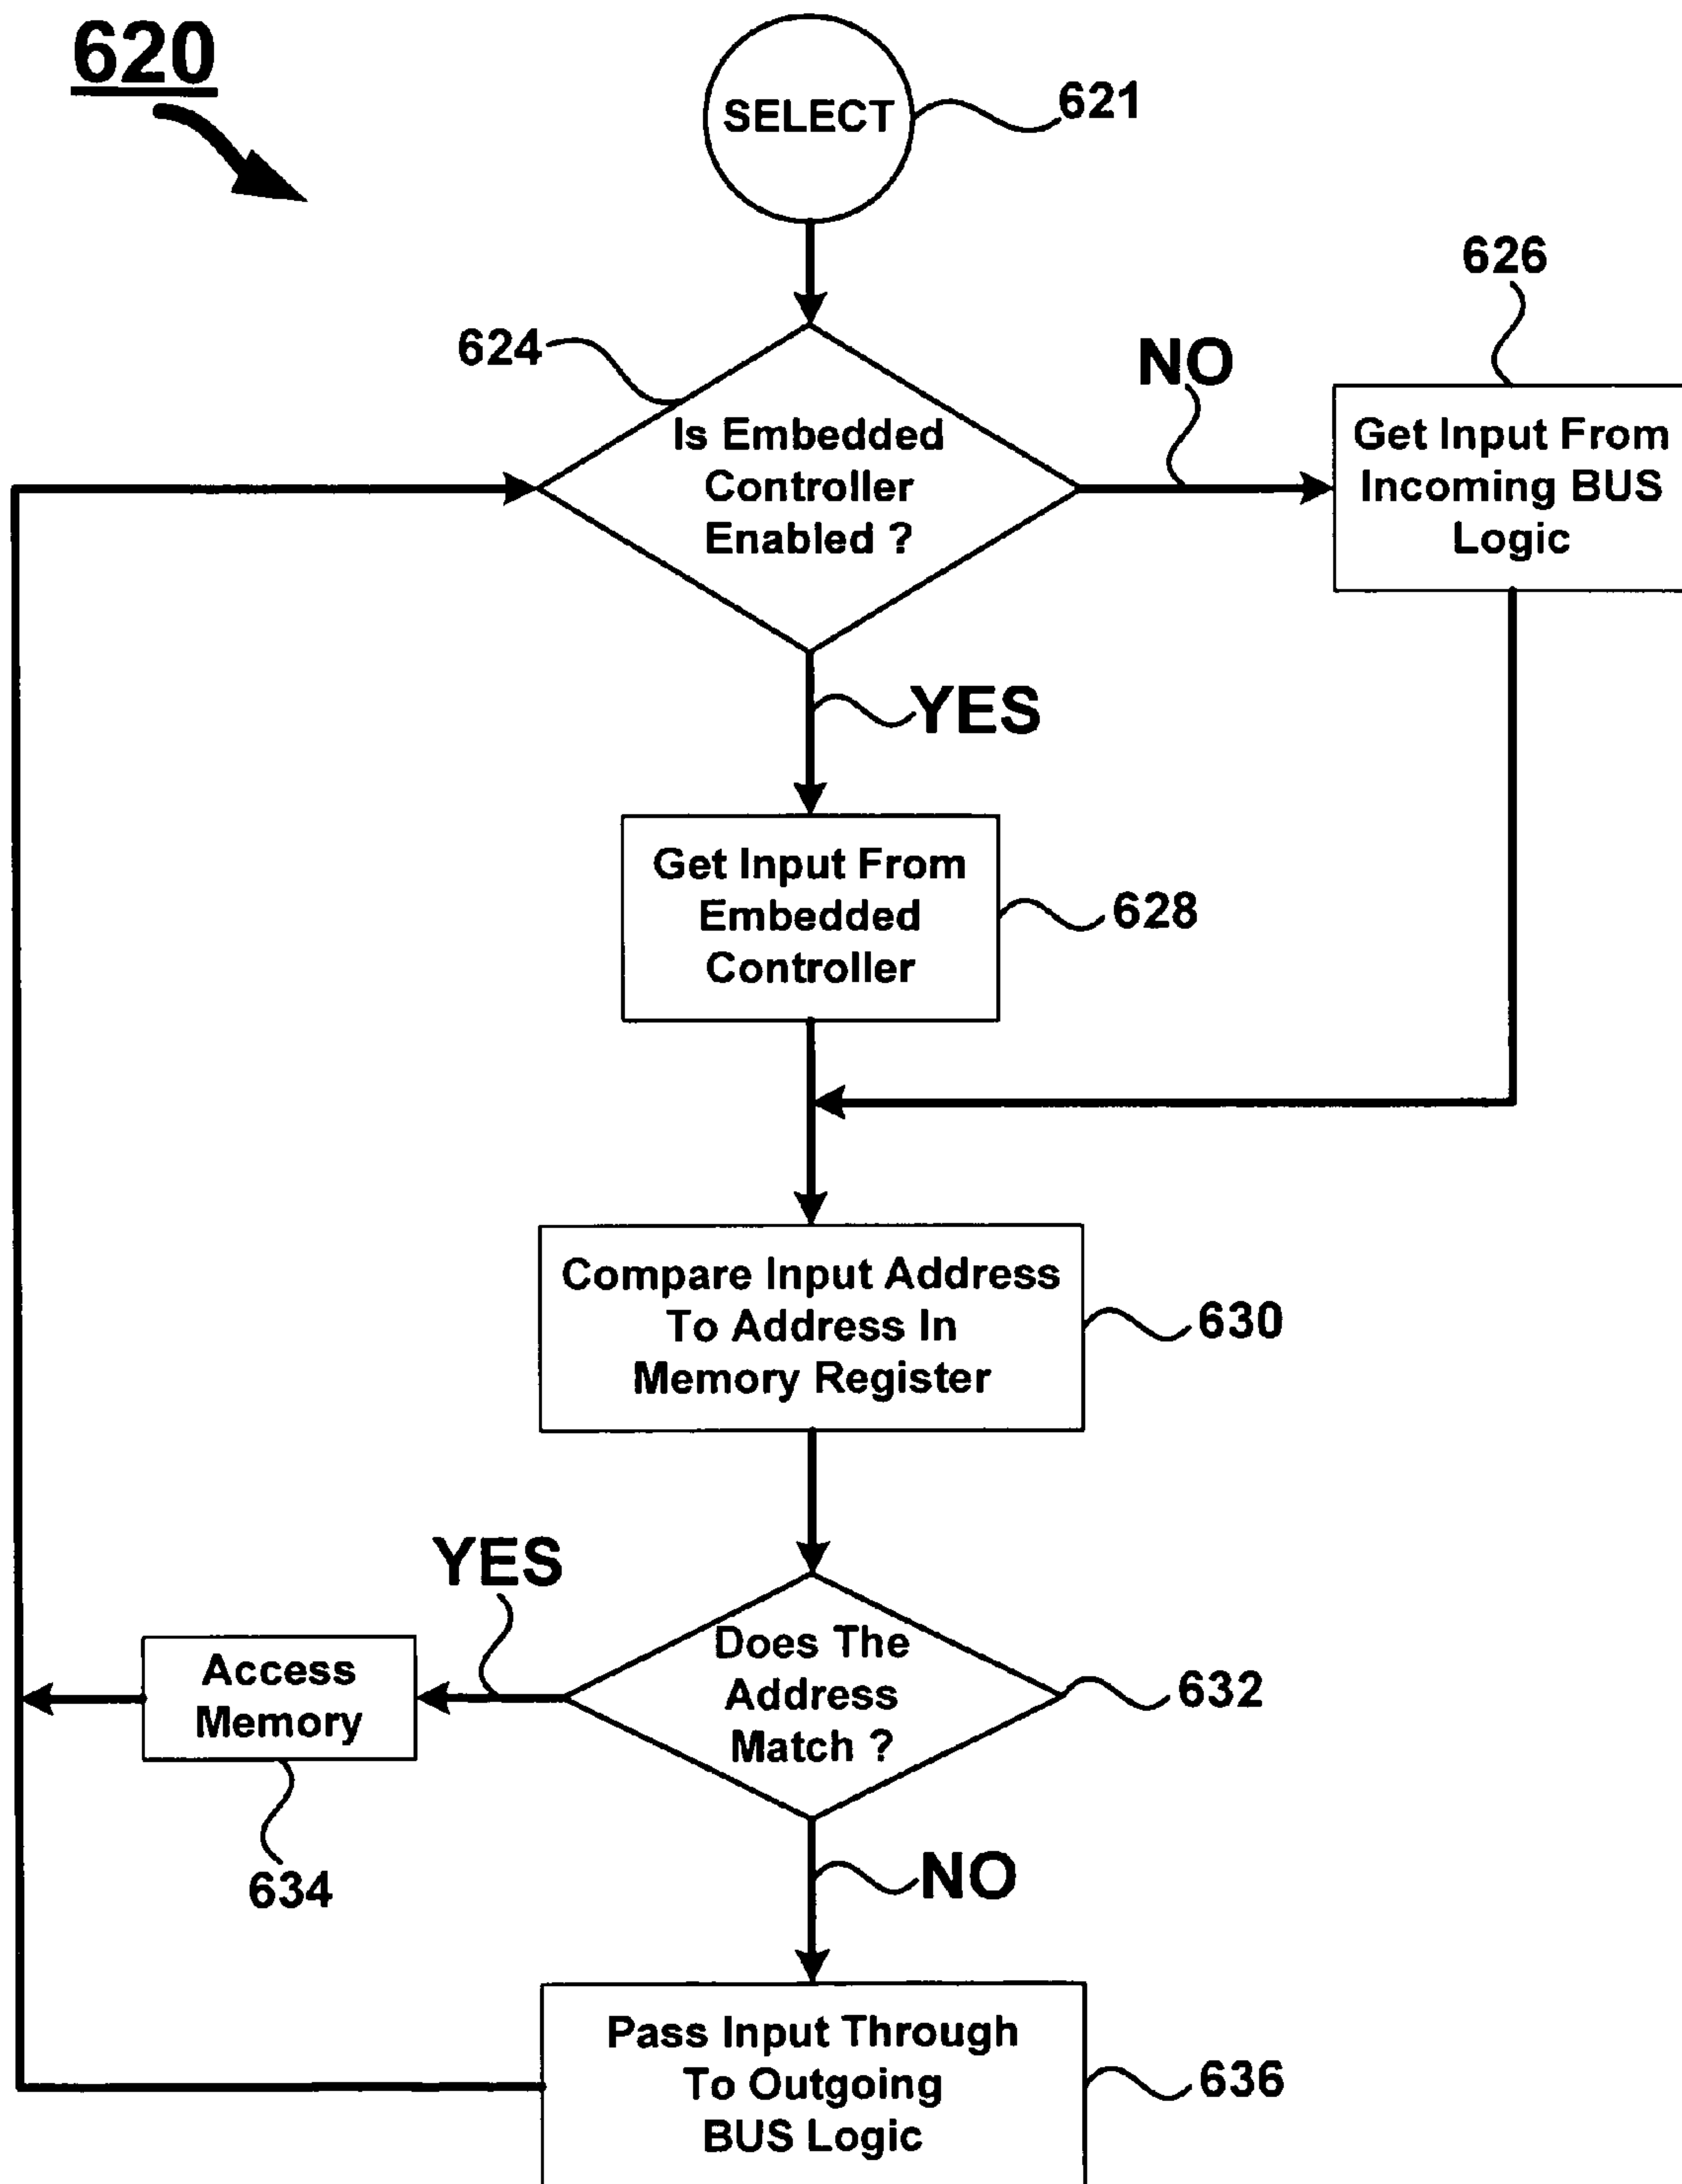 620
SELECT
621
626
624
NO
Is Embedded
Controller
Enabled ?
Get Input From
Incoming BUS
Logic
YES
Get Input From
Embedded
Controller
628
Compare Input Address
To Address In
Memory Register
630
YES
Does The
Address
Match ?
632
Access
Memory
634
NO
Pass Input Through
To Outgoing
BUS Logic
636